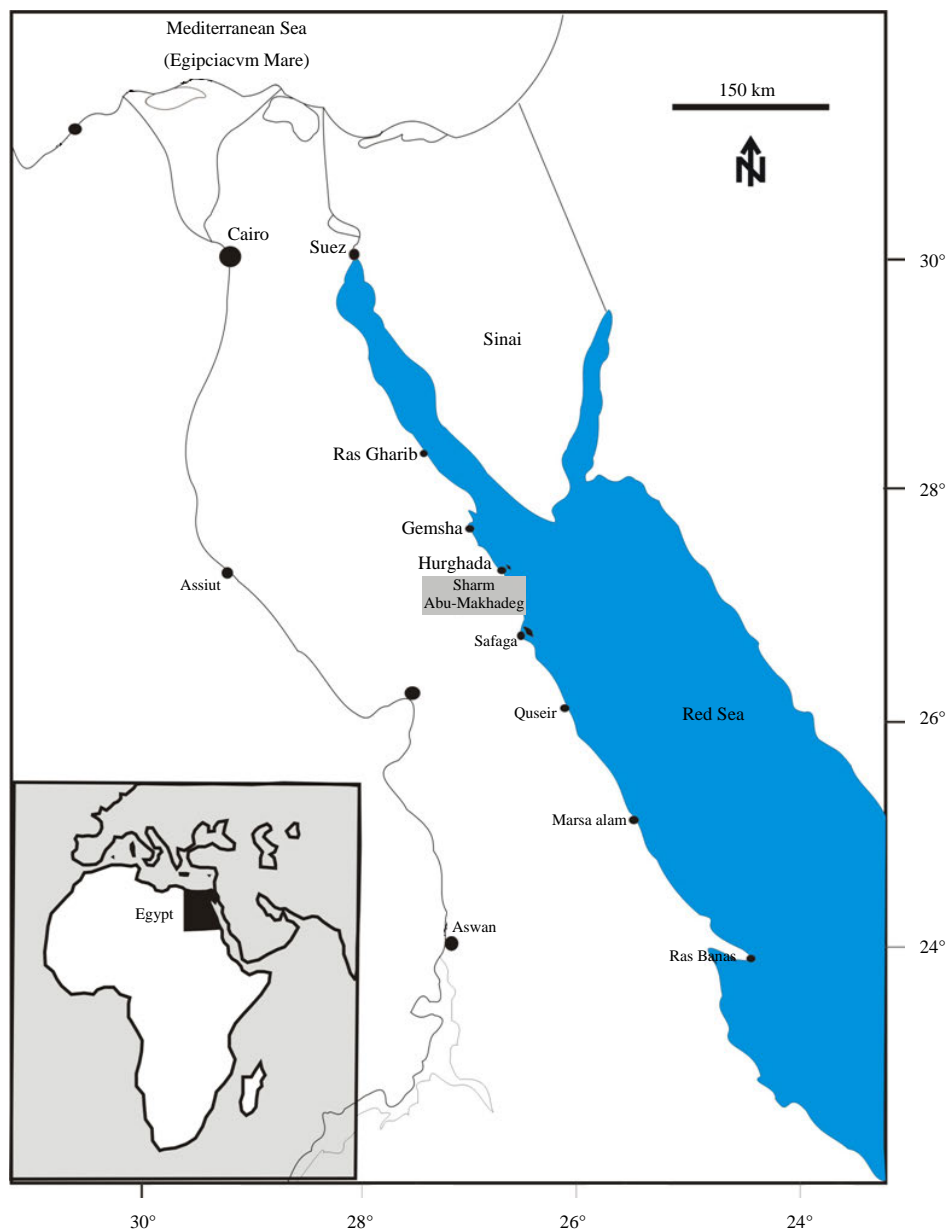 Mediterranean Sea
(Egipciacvm Mare)
150 km
N
Cairo
Suez
30°
Sinai
Ras Gharib
28°
Gemsha
Hurghada
Assiut
Sharm
Abu-Makhadeg
Safaga
Quseir
Red Sea
26°
Marsa alam
Egypt
Aswan
Ras Banas
24°
30°
28°
26°
24°